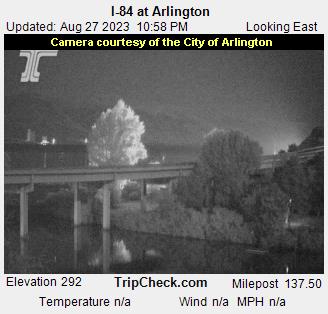 I-84 at Arlington
Updated: Aug 27 2023 10:58 PM Looking East
Camera courtesy of the City of Arlington
Elevation 292 TripCheck.com Milepost 137.50
Temperature n/a Wind n/a MPH n/a